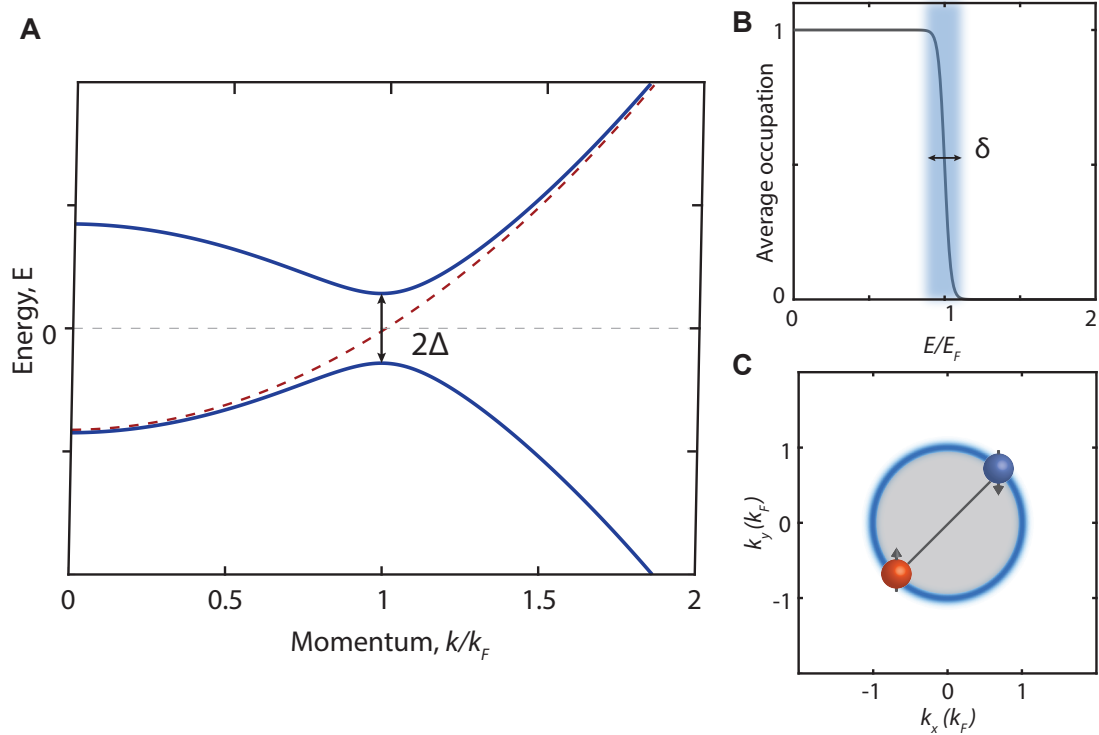 A
Energy, E
0
2Δ
0
0.5
1
1.5
2
Momentum, k/k_F
B
Average occupation
1
0
δ
0
1
2
E/E_F
C
k_y (k_F)
1
0
-1
-1
0
1
k_x (k_F)